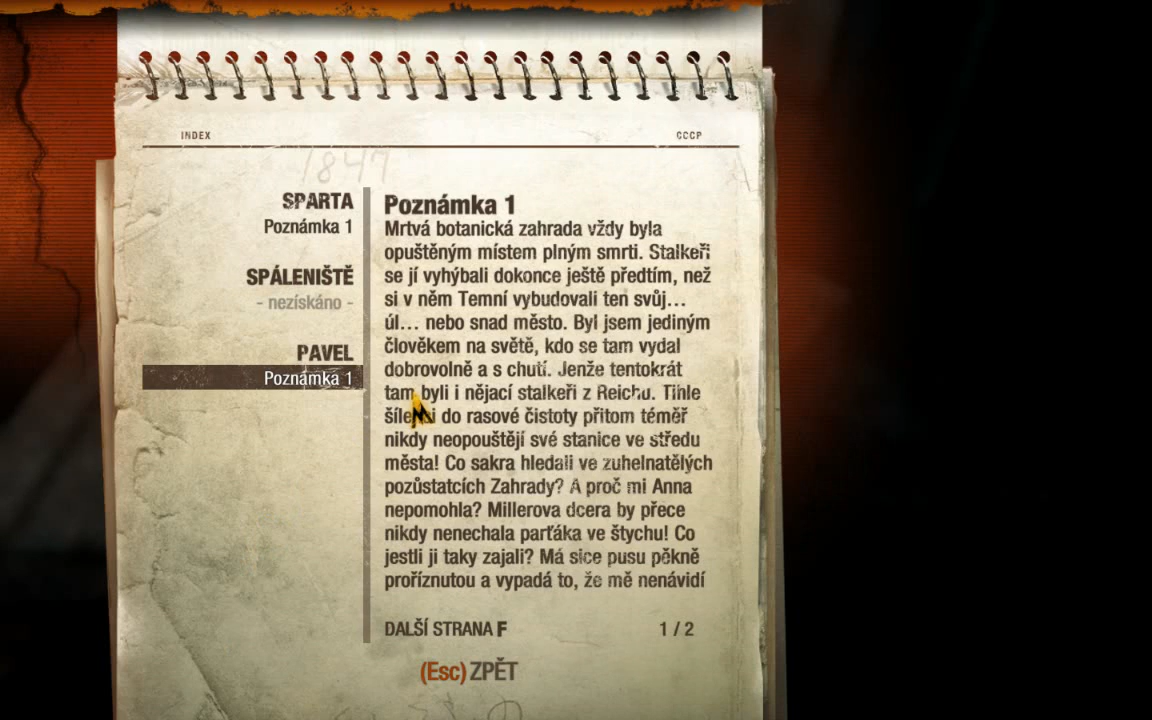 INDEX
CCCP
1847
SPARTA
Poznámka 1
SPÁLENIŠTĚ
- nezískáno -
PAVEL
Poznámka 1
Poznámka 1
Mrtvá botanická zahrada vždy byla
opuštěným místem plným smrti. Stalkeři
se jí vyhýbali dokonce ještě předtím, než
si v něm Temní vybudovali ten svůj...
úl... nebo snad město. Byl jsem jediným
člověkem na světě, kdo se tam vydal
dobrovolně a s chutí. Jenže tentokrát
tam byli i nějací stalkeři z Reichu. Tihle
do rasové čistoty přitom téměř
nikdy neopouštějí své stanice ve středu
města! Co sakra hledali ve zuhelnatělých
pozůstatcích Zahrady? A proč mi Anna
nepomohla? Millerova dcera by přece
nikdy nenechala parťáka ve štychu! Co
jestli ji taky zajali? Má sice pusu pěkně
proříznutou a vypadá to, že mě nenávidí
DALŠÍ STRANA F
1 / 2
(Esc) ZPĚT